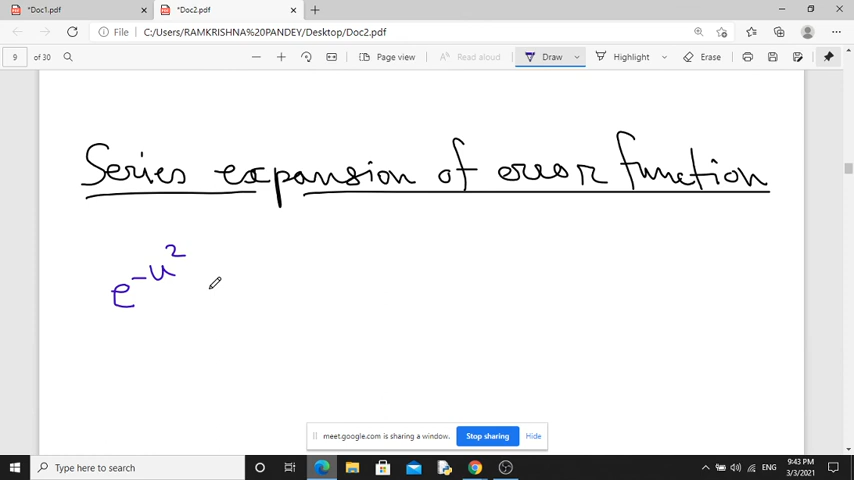 *Doc1.pdf
*Doc2.pdf
File C:/Users/RAMKRISHNA%20PANDEY/Desktop/Doc2.pdf
9 of 30 Page view Read aloud Draw Highlight Erase
Series expansion of error function
e^{-u^2}
meet.google.com is sharing a window. Stop sharing Hide
Type here to search
ENG
9:43 PM
3/3/2021